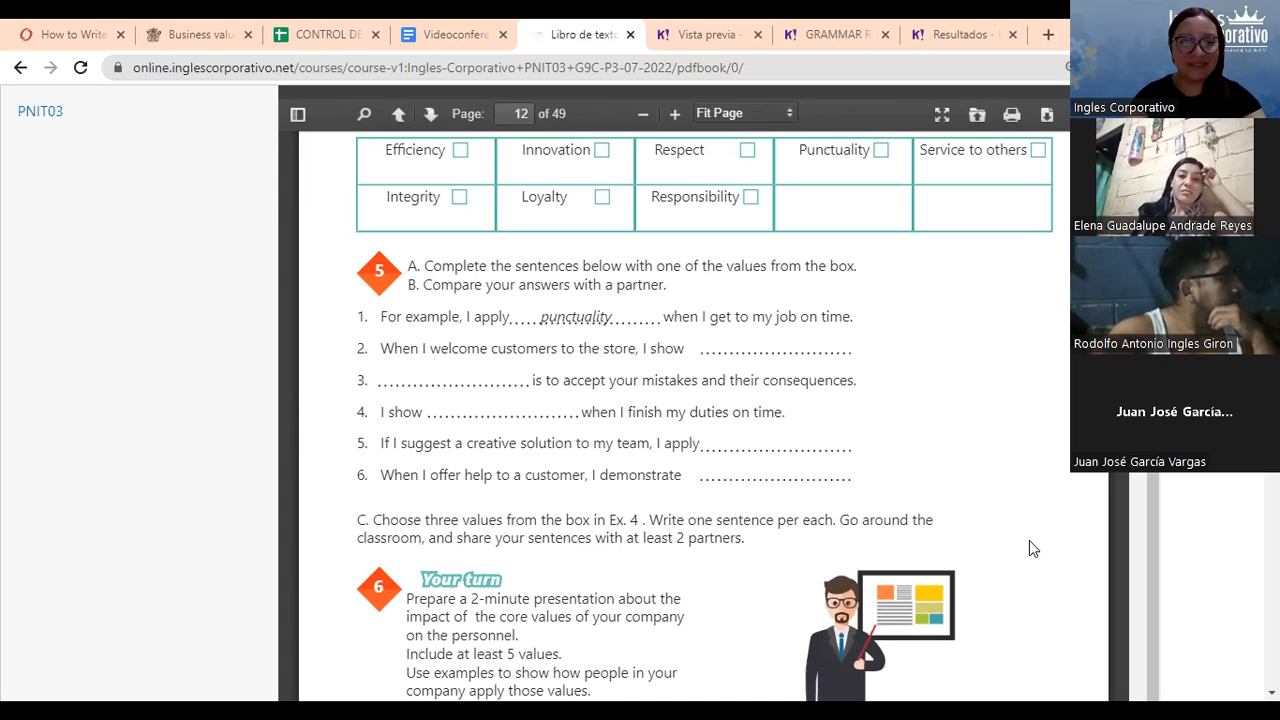 How to Write
Business valu
CONTROL DE
Videoconfere
Libro de texto
Vista previa -
GRAMMAR R
Resultados -
online.inglescorporativo.net/courses/course-v1:Ingles-Corporativo+PNIT03+G9C-P3-07-2022/pdfbook/0/
PNIT03
Page: 12 of 49
Fit Page
Efficiency Innovation Respect Punctuality Service to others
Integrity Loyalty Responsibility
5 A. Complete the sentences below with one of the values from the box.
B. Compare your answers with a partner.
1. For example, I apply.....punctuality.........when I get to my job on time.
2. When I welcome customers to the store, I show ..........................
3. ..........................is to accept your mistakes and their consequences.
4. I show ..........................when I finish my duties on time.
5. If I suggest a creative solution to my team, I apply..........................
6. When I offer help to a customer, I demonstrate ..........................
C. Choose three values from the box in Ex. 4 . Write one sentence per each. Go around the
classroom, and share your sentences with at least 2 partners.
6 Your turn
Prepare a 2-minute presentation about the
impact of the core values of your company
on the personnel.
Include at least 5 values.
Use examples to show how people in your
company apply those values.
Ingles Corporativo
Elena Guadalupe Andrade Reyes
Rodolfo Antonio Ingles Giron
Juan José García...
Juan José García Vargas